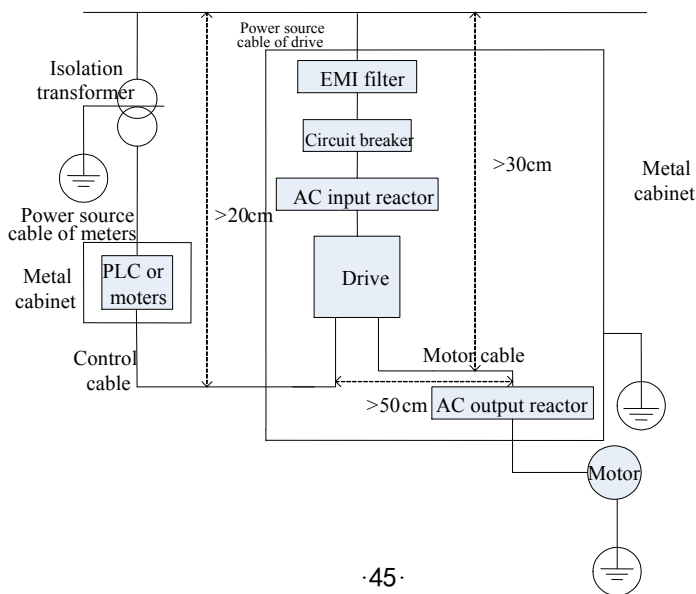 Power source
cable of drive
Isolation
transformer
EMI filter
Circuit breaker
>30cm
Metal
cabinet
AC input reactor
Power source
cable of meters
>20cm
Metal
cabinet
PLC or
moters
Drive
Control
cable
Motor cable
>50cm
AC output reactor
Motor
·45·